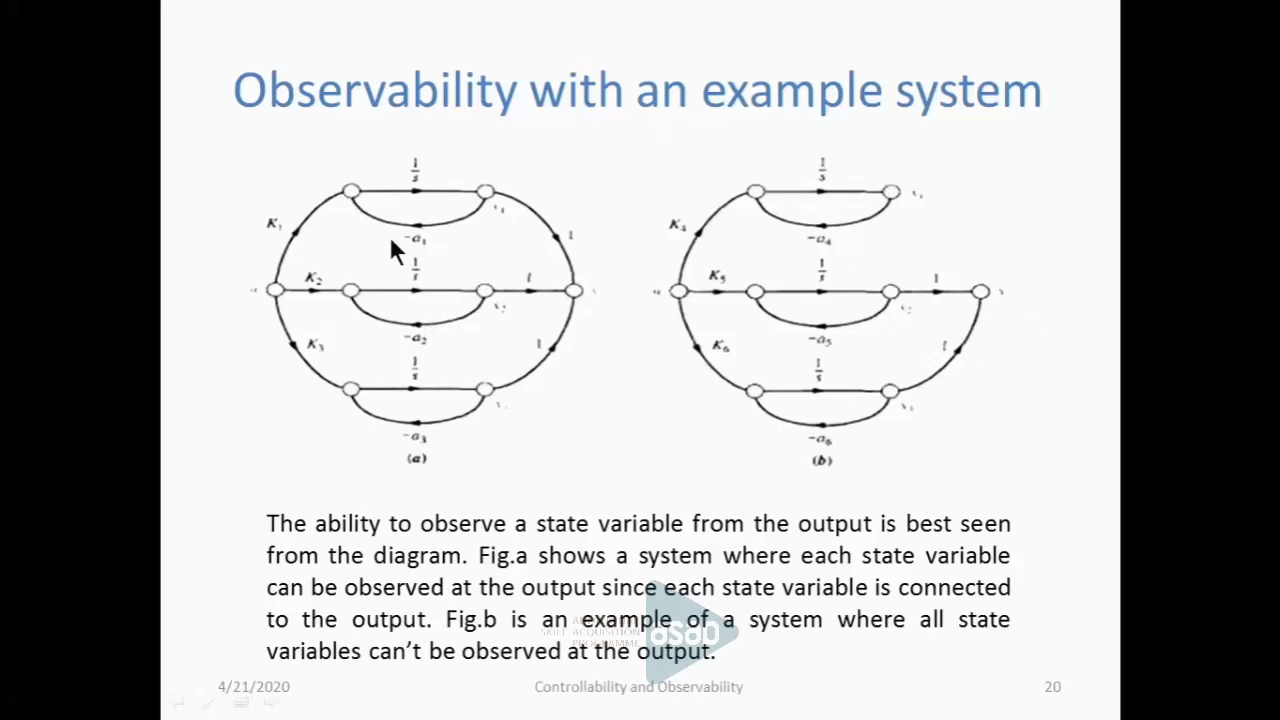 Observability with an example system
1/s 1/s
K₁ -a₁ 1 K₄ -a₄
K₂ 1/s 1 K₅ 1/s 1
K₃ -a₂ 1 K₆ -a₅ 1
1/s 1/s
-a₃ -a₆
(a) (b)
The ability to observe a state variable from the output is best seen
from the diagram. Fig.a shows a system where each state variable
can be observed at the output since each state variable is connected
to the output. Fig.b is an example of a system where all state
variables can’t be observed at the output.
SKILL ACQUISITION
PROGRAMME
asap
4/21/2020 Controllability and Observability 20